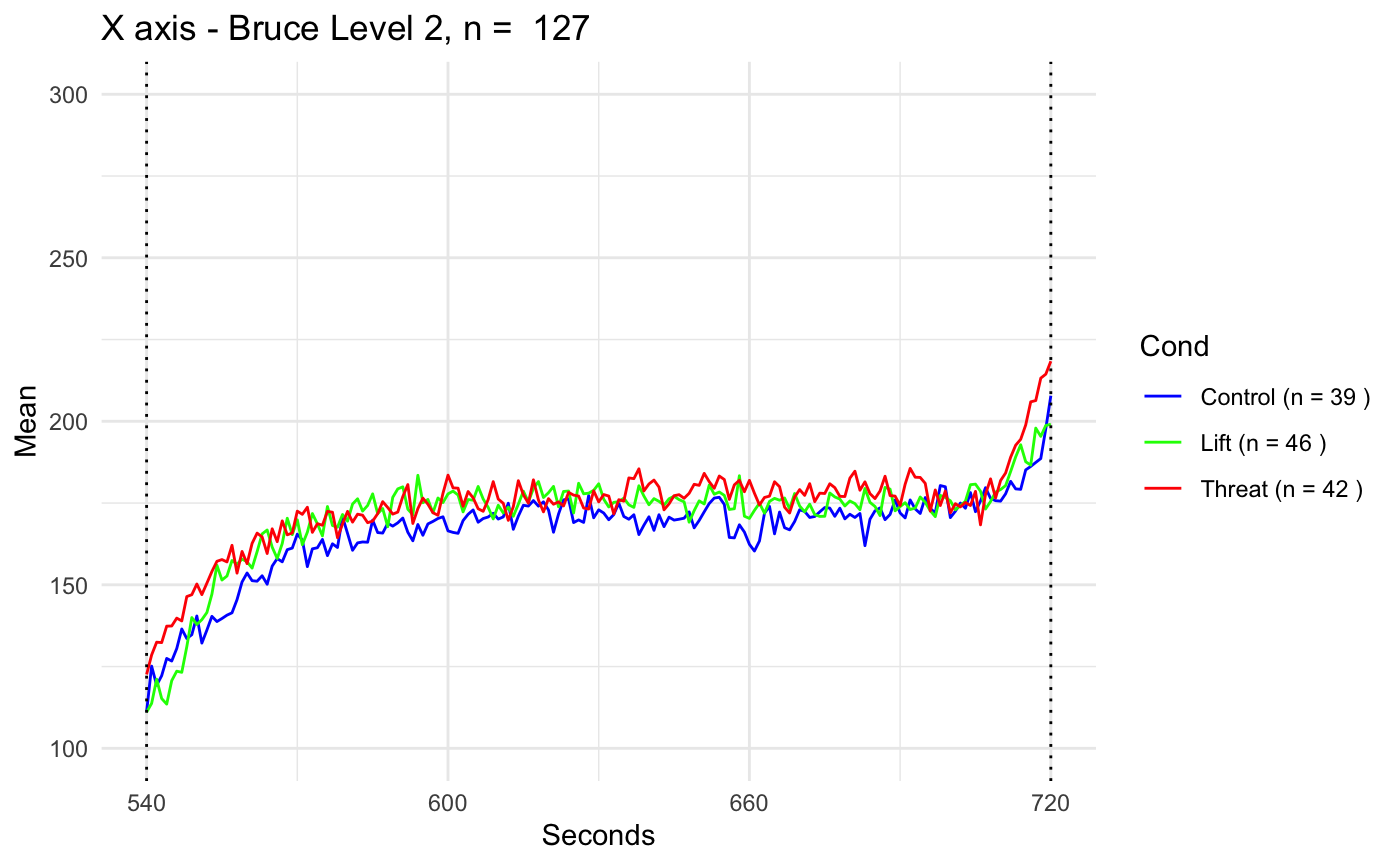 X axis - Bruce Level 2, n =  127
300
250
200
150
100
Mean
540
600
660
720
Seconds
Cond
Control (n = 39 )
Lift (n = 46 )
Threat (n = 42 )